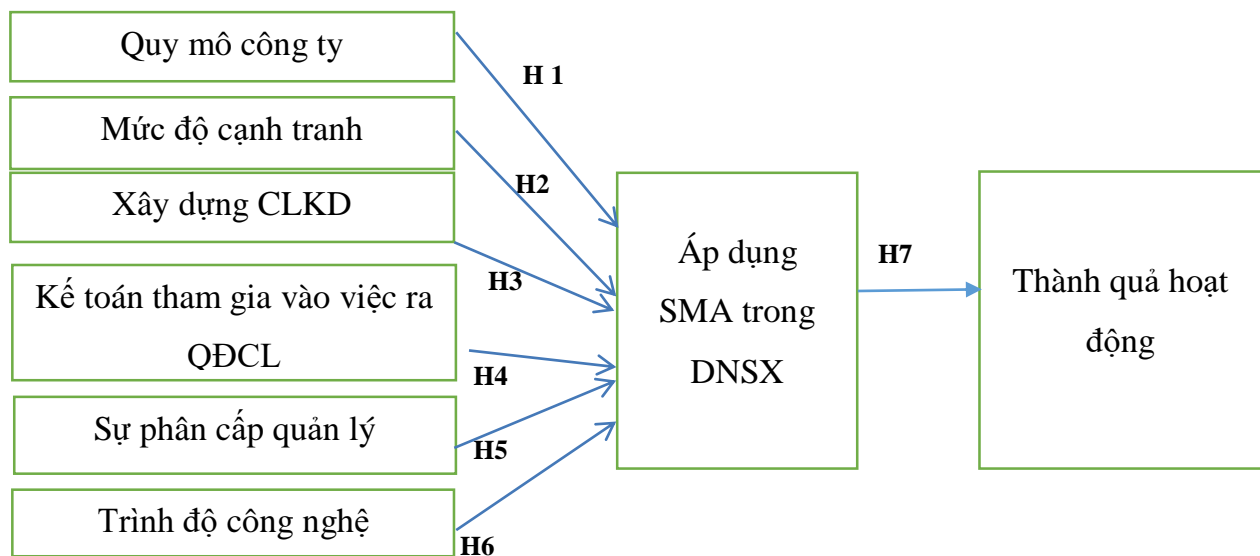 Quy mô công ty
H 1
Mức độ cạnh tranh
H2
Xây dựng CLKD
H3
Kế toán tham gia vào việc ra
QĐCL
H4
Sự phân cấp quản lý
H5
Trình độ công nghệ
H6
Áp dụng
SMA trong
DNSX
H7
Thành quả hoạt
động